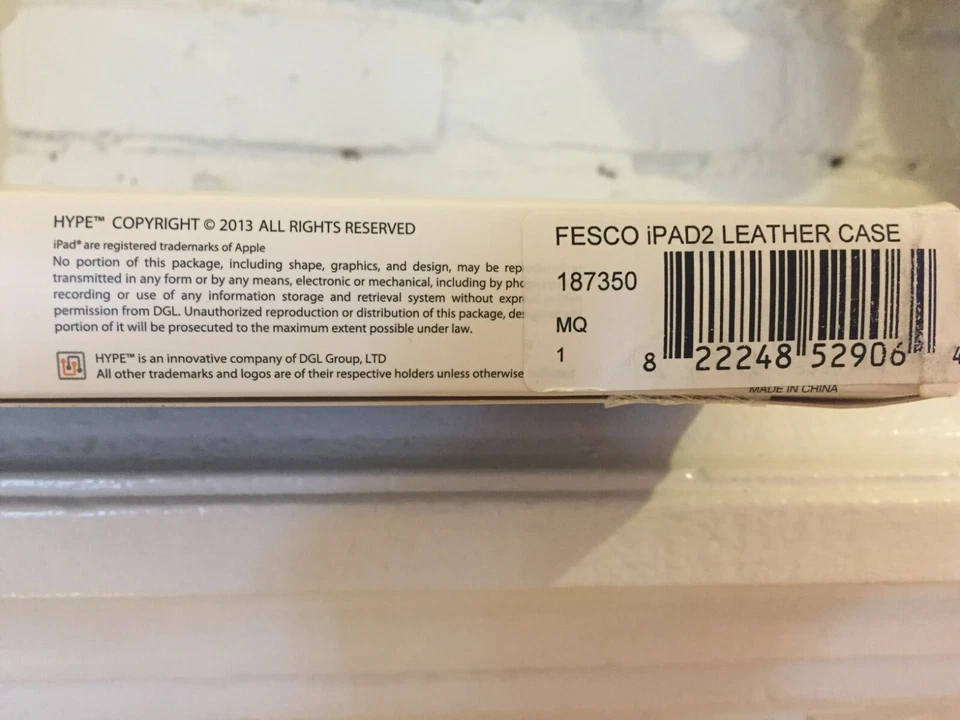 HYPE™ COPYRIGHT © 2013 ALL RIGHTS RESERVED
iPad® are registered trademarks of Apple
No portion of this package, including shape, graphics, and design, may be rep
transmitted in any form or by any means, electronic or mechanical, including by pho
recording or use of any information storage and retrieval system without expr
permission from DGL. Unauthorized reproduction or distribution of this package, de
portion of it will be prosecuted to the maximum extent possible under law.
HYPE™ is an innovative company of DGL Group, LTD
All other trademarks and logos are of their respective holders unless otherwise
FESCO iPAD2 LEATHER CASE
187350
MQ
1
8 22248 52906 4
MADE IN CHINA